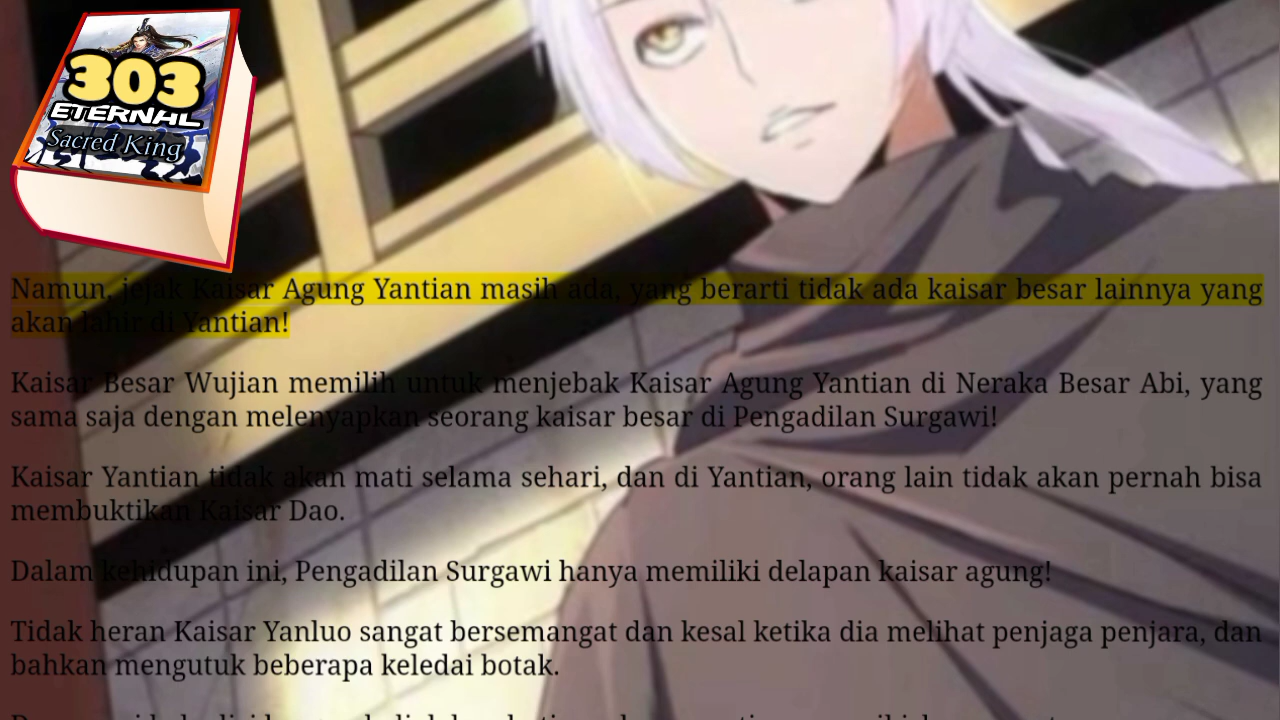 303
ETERNAL
Sacred King
Namun, jejak Kaisar Agung Yantian masih ada, yang berarti tidak ada kaisar besar lainnya yang
akan lahir di Yantian!
Kaisar Besar Wujian memilih untuk menjebak Kaisar Agung Yantian di Neraka Besar Abi, yang
sama saja dengan melenyapkan seorang kaisar besar di Pengadilan Surgawi!
Kaisar Yantian tidak akan mati selama sehari, dan di Yantian, orang lain tidak akan pernah bisa
membuktikan Kaisar Dao.
Dalam kehidupan ini, Pengadilan Surgawi hanya memiliki delapan kaisar agung!
Tidak heran Kaisar Yanluo sangat bersemangat dan kesal ketika dia melihat penjaga penjara, dan
bahkan mengutuk beberapa keledai botak.